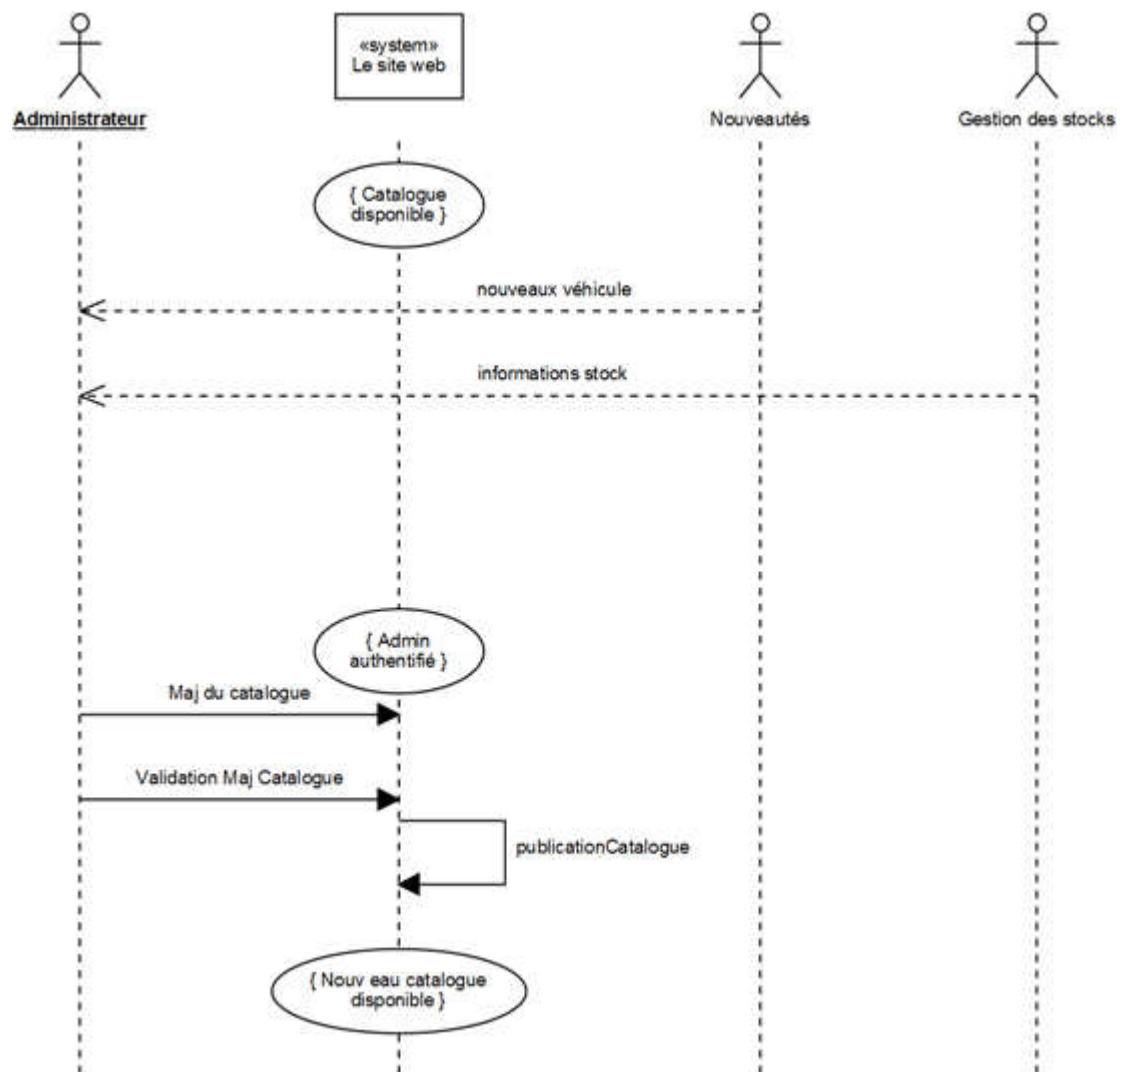 «system»
Le site web
Administrateur
Nouveautés
Gestion des stocks
{ Catalogue
disponible }
nouveaux véhicule
informations stock
{ Admin
authentifié }
Maj du catalogue
Validation Maj Catalogue
publicationCatalogue
{ Nouv eau catalogue
disponible }